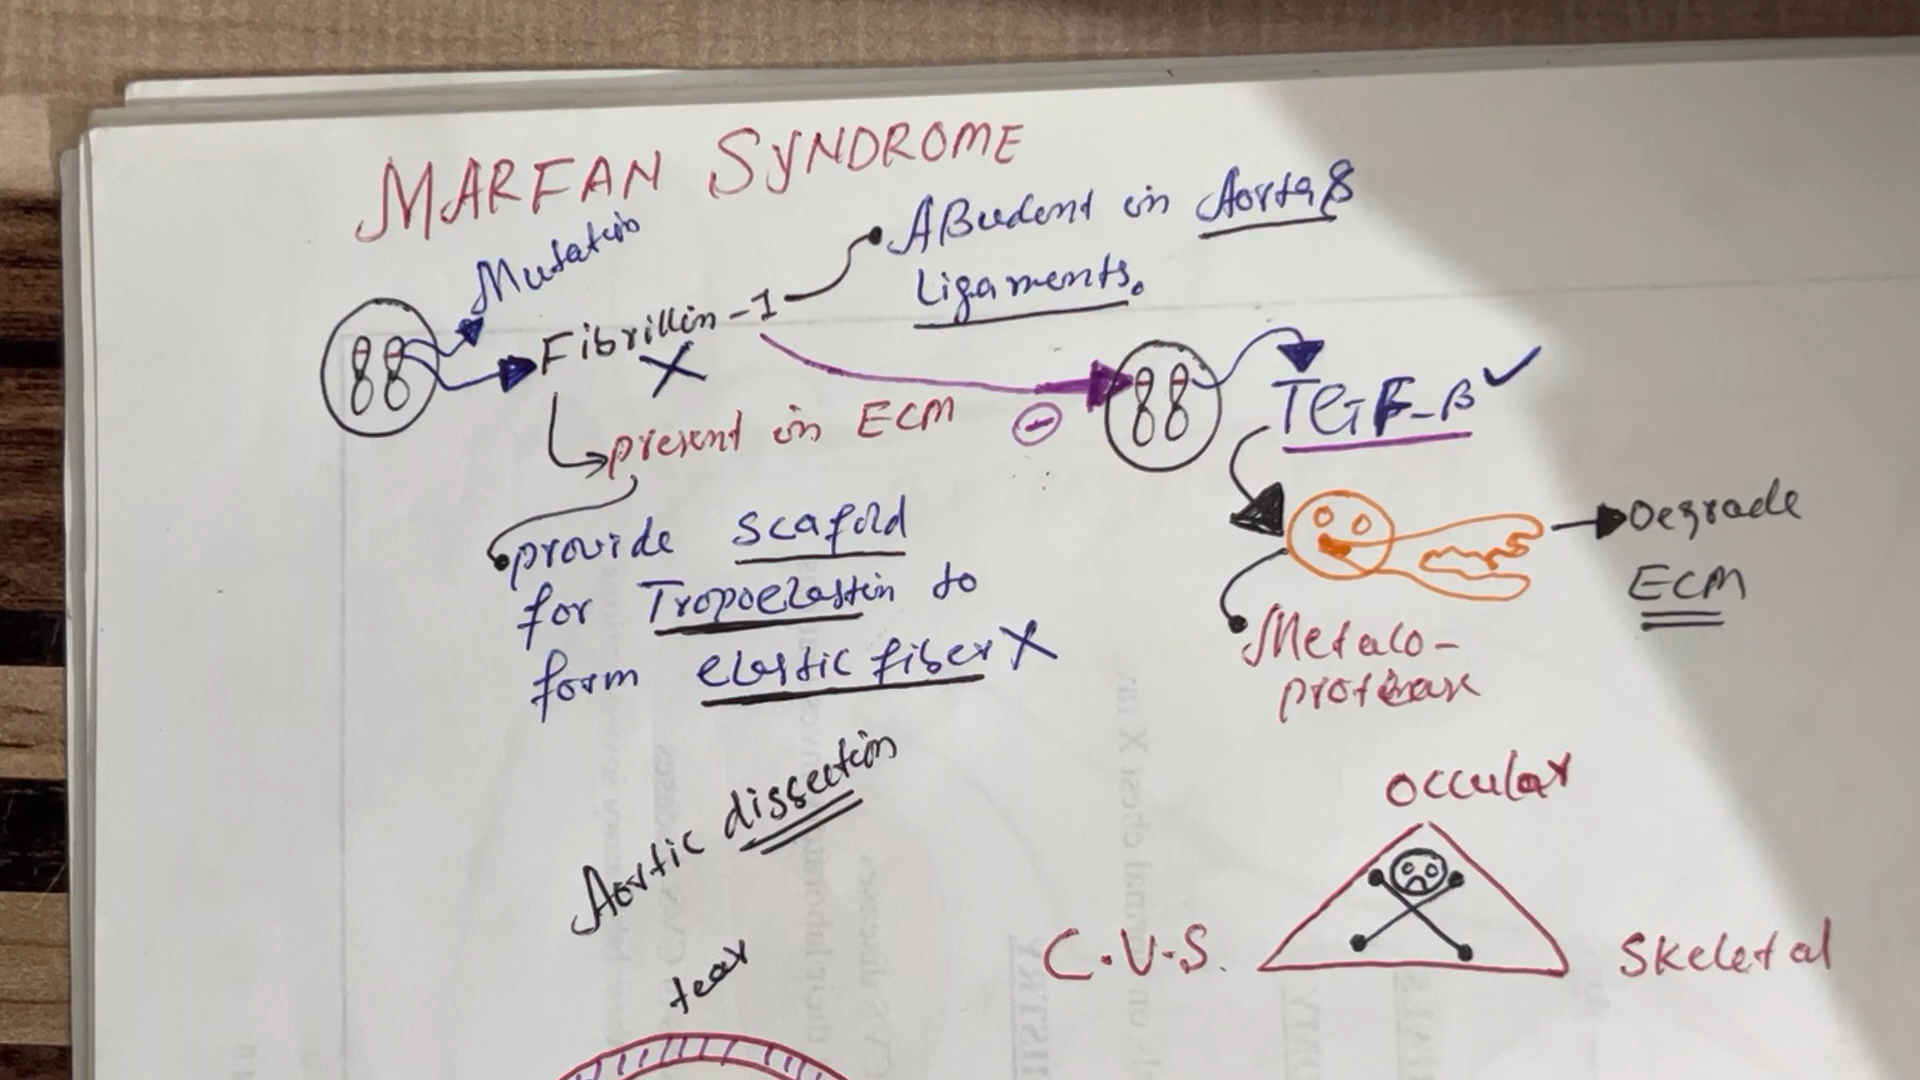 MARFAN SYNDROME
Mutatio
Fibrillin-1
X
ABudent in Aorta &
Ligaments.
present in ECM
provide scafold
for Tropoelastin to
form elastic fiber X
TGF-B ✓
Degrade
ECM
Metalo-
protease
Aortic dissection
tear
occular
C.V.S.
Skeletal